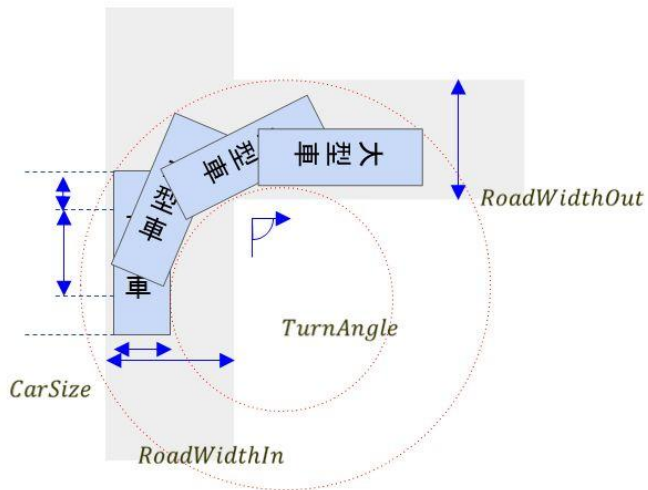 型車
型車
大型車
車
RoadWidthOut
TurnAngle
CarSize
RoadWidthIn